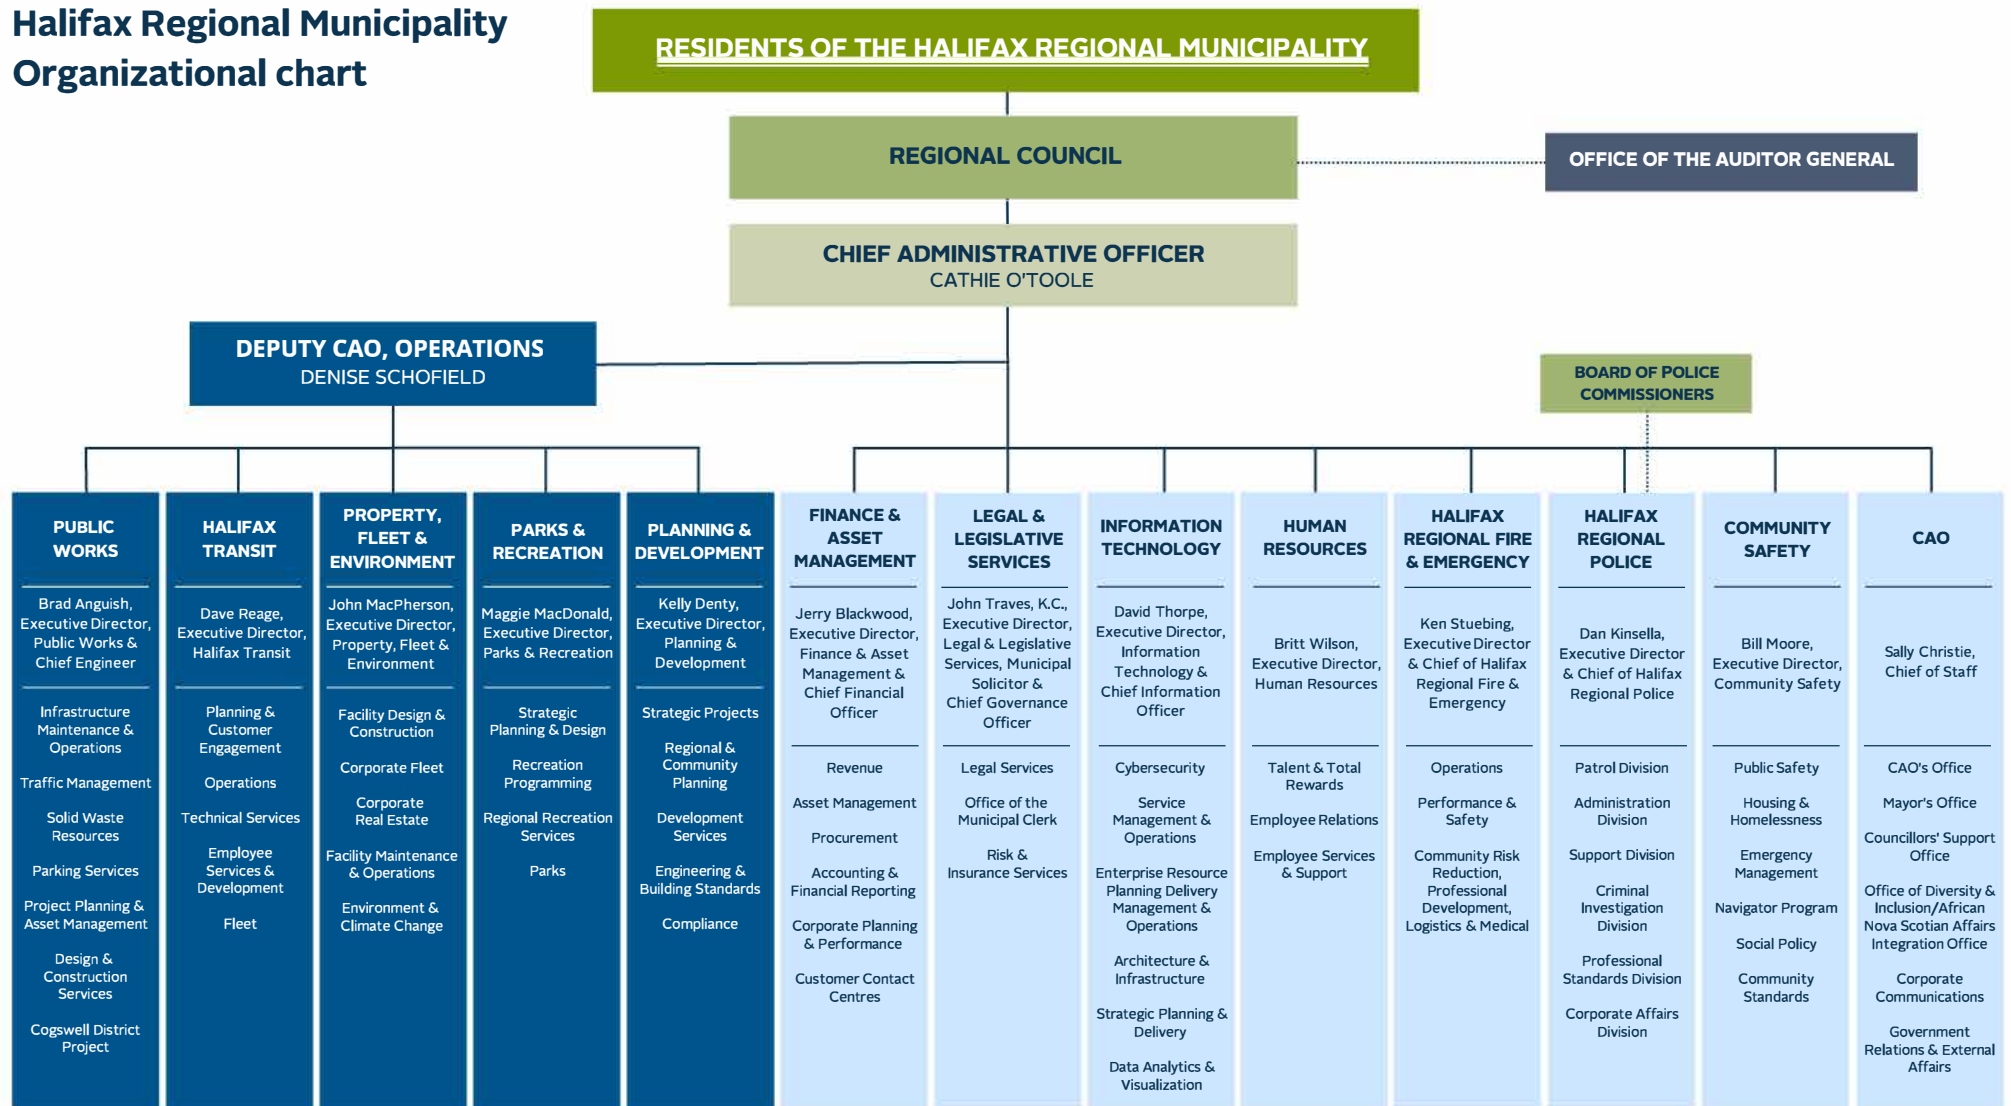 Halifax Regional Municipality
Organizational chart
RESIDENTS OF THE HALIFAX REGIONAL MUNICIPALITY
REGIONAL COUNCIL
OFFICE OF THE AUDITOR GENERAL
CHIEF ADMINISTRATIVE OFFICER
CATHIE O'TOOLE
DEPUTY CAO, OPERATIONS
DENISE SCHOFIELD
BOARD OF POLICE
COMMISSIONERS
PUBLIC
WORKS
Brad Anguish,
Executive Director,
Public Works &
Chief Engineer
Infrastructure
Maintenance &
Operations
Traffic Management
Solid Waste
Resources
Parking Services
Project Planning &
Asset Management
Design &
Construction
Services
Cogswell District
Project
HALIFAX
TRANSIT
Dave Reage,
Executive Director,
Halifax Transit
Planning &
Customer
Engagement
Operations
Technical Services
Employee
Services &
Development
Fleet
PROPERTY,
FLEET &
ENVIRONMENT
John MacPherson,
Executive Director,
Property, Fleet &
Environment
Facility Design &
Construction
Corporate Fleet
Corporate
Real Estate
Facility Maintenance
& Operations
Environment &
Climate Change
PARKS &
RECREATION
Maggie MacDonald,
Executive Director,
Parks & Recreation
Strategic
Planning & Design
Recreation
Programming
Regional Recreation
Services
Parks
PLANNING &
DEVELOPMENT
Kelly Denty,
Executive Director,
Planning &
Development
Strategic Projects
Regional &
Community
Planning
Development
Services
Engineering &
Building Standards
Compliance
FINANCE &
ASSET
MANAGEMENT
Jerry Blackwood,
Executive Director,
Finance & Asset
Management &
Chief Financial
Officer
Revenue
Asset Management
Procurement
Accounting &
Financial Reporting
Corporate Planning
& Performance
Customer Contact
Centres
LEGAL &
LEGISLATIVE
SERVICES
John Traves, K.C.,
Executive Director,
Legal & Legislative
Services, Municipal
Solicitor &
Chief Governance
Officer
Legal Services
Office of the
Municipal Clerk
Risk &
Insurance Services
INFORMATION
TECHNOLOGY
David Thorpe,
Executive Director,
Information
Technology &
Chief Information
Officer
Cybersecurity
Service
Management &
Operations
Enterprise Resource
Planning Delivery
Management &
Operations
Architecture &
Infrastructure
Strategic Planning &
Delivery
Data Analytics &
Visualization
HUMAN
RESOURCES
Britt Wilson,
Executive Director,
Human Resources
Talent & Total
Rewards
Employee Relations
Employee Services
& Support
HALIFAX
REGIONAL FIRE
& EMERGENCY
Ken Stuebing,
Executive Director
& Chief of Halifax
Regional Fire &
Emergency
Operations
Performance &
Safety
Community Risk
Reduction,
Professional
Development,
Logistics & Medical
HALIFAX
REGIONAL
POLICE
Dan Kinsella,
Executive Director
& Chief of Halifax
Regional Police
Patrol Division
Administration
Division
Support Division
Criminal
Investigation
Division
Professional
Standards Division
Corporate Affairs
Division
COMMUNITY
SAFETY
Bill Moore,
Executive Director,
Community Safety
Public Safety
Housing &
Homelessness
Emergency
Management
Navigator Program
Social Policy
Community
Standards
CAO
Sally Christie,
Chief of Staff
CAO's Office
Mayor's Office
Councillors' Support
Office
Office of Diversity &
Inclusion/African
Nova Scotian Affairs
Integration Office
Corporate
Communications
Government
Relations & External
Affairs